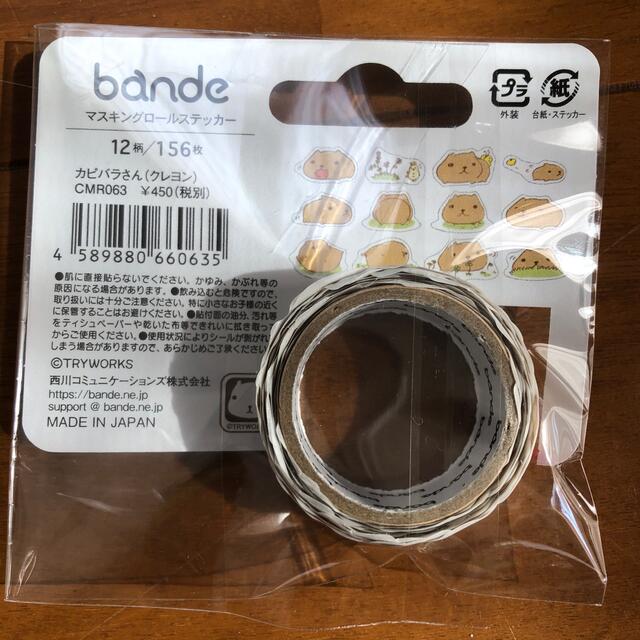 bande
マスキングロールステッカー
12柄/156枚
カピバラさん(クレヨン)
CMR063 ¥450(税別)
4 589880 660635
プラ
外装
紙
台紙・ステッカー
●肌に直接貼らないでください。かゆみ、かぶれ等の
原因になる場合があります。●飲み込むと危険ですので、
取り扱いには十分ご注意ください。特に小さなお子様の近く
に保管することはお避けください。●貼付面の油分、汚れ等
をティシュペーパーや乾いた布等できれいに拭き取って
からご使用ください。●使用状況によりシールが剥がれ
しまう場合がありますので、あらかじめご了承ください
©TRYWORKS
西川コミュニケーションズ株式会社
https://bande.ne.jp
support @ bande.ne.jp
MADE IN JAPAN
©TRYWORKS